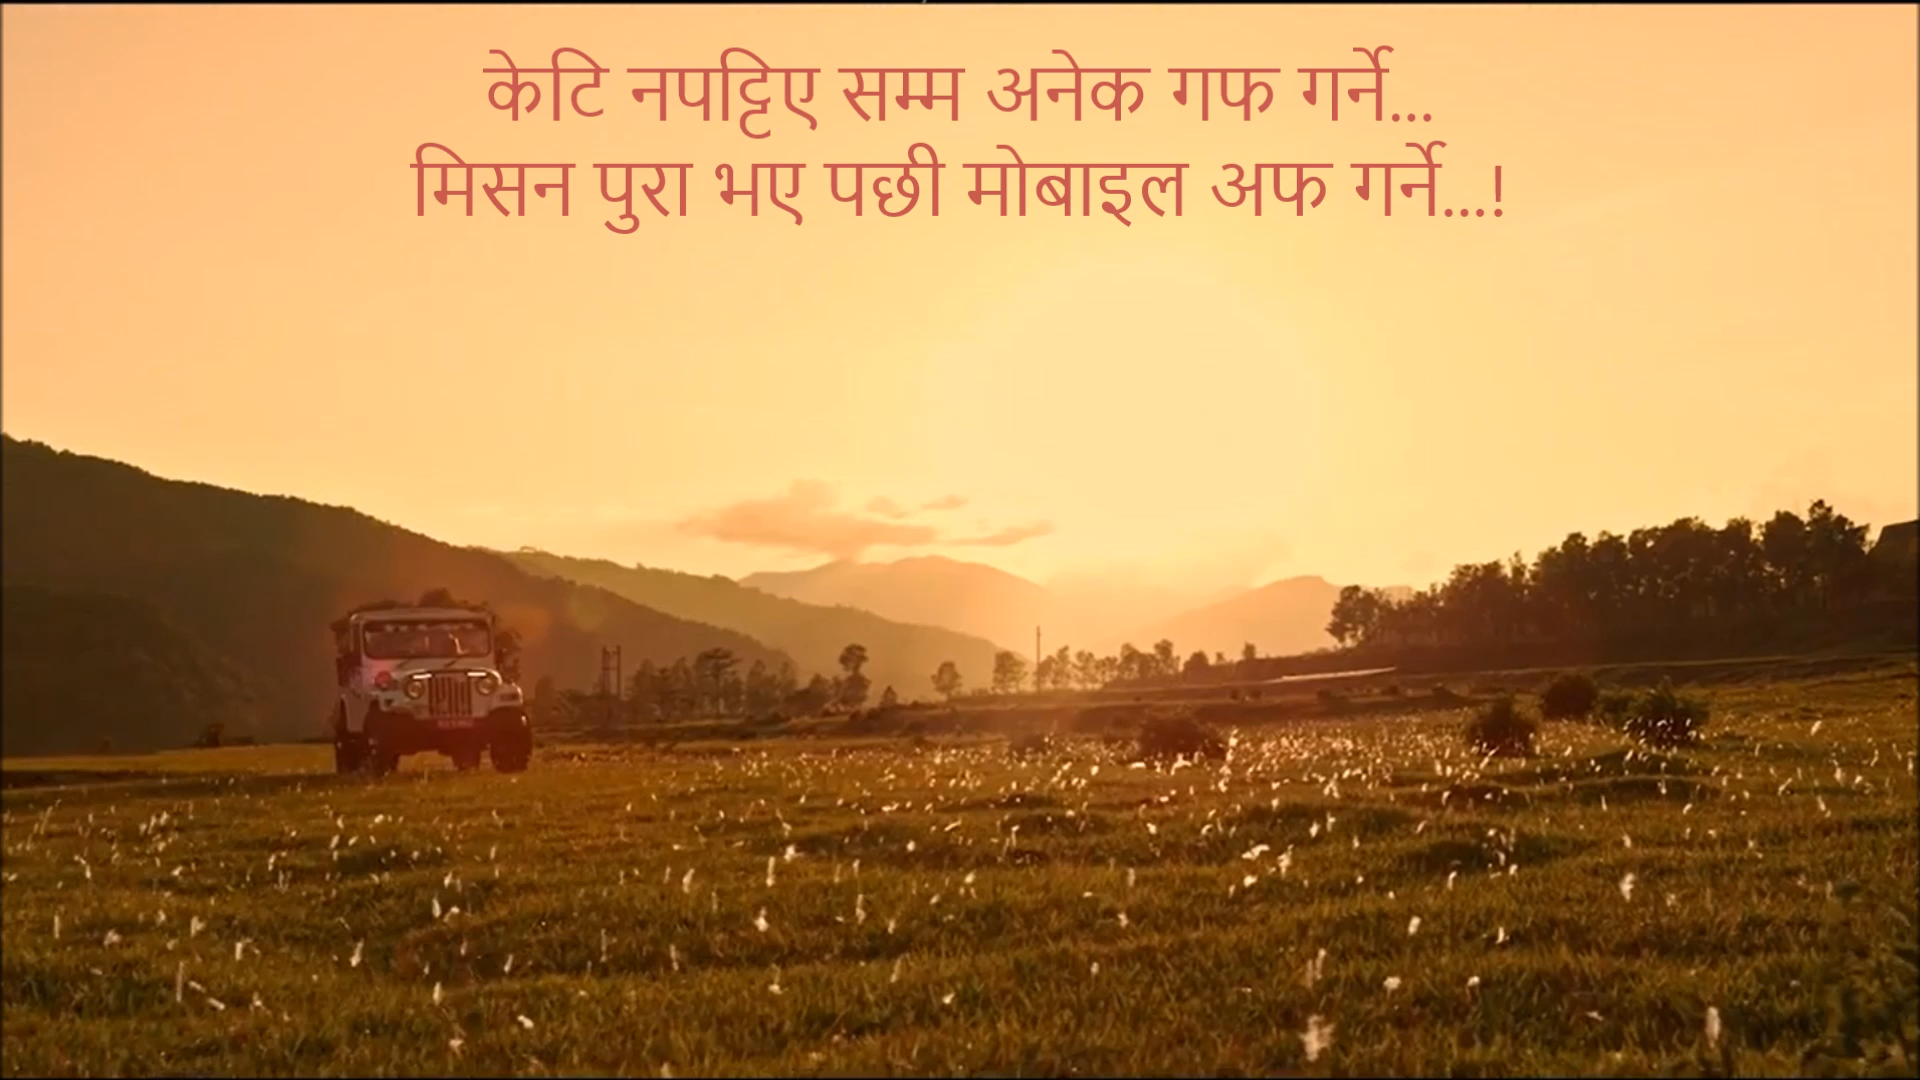 केटि नपट्टिए सम्म अनेक गफ गर्ने...
मिसन पुरा भए पछी मोबाइल अफ गर्ने...!